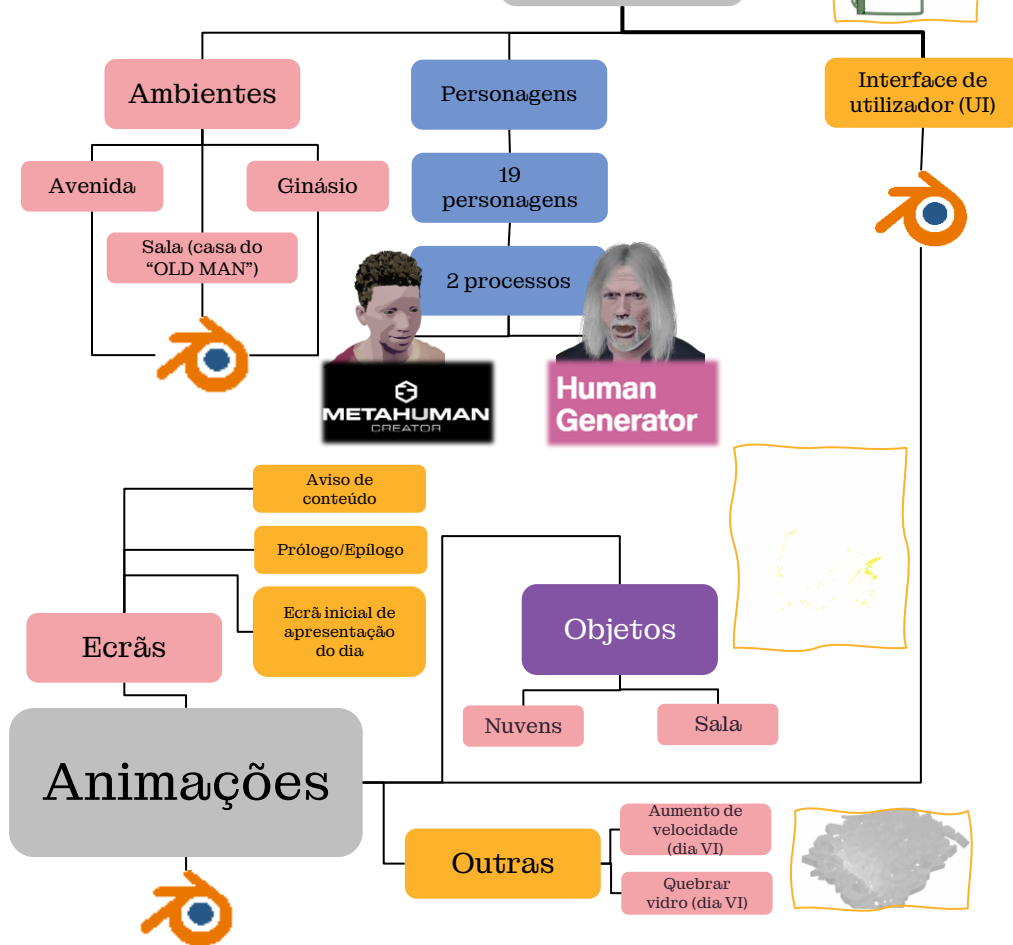 Ambientes
Personagens
Interface de
utilizador (UI)
Avenida
Ginásio
19
personagens
Sala (casa do
“OLD MAN”)
2 processos
METAHUMAN
CREATOR
Human
Generator
Aviso de
conteúdo
Prólogo/Epílogo
Ecrã inicial de
apresentação
do dia
Ecrãs
Objetos
Nuvens
Sala
Animações
Outras
Aumento de
velocidade
(dia VI)
Quebrar
vidro (dia VI)